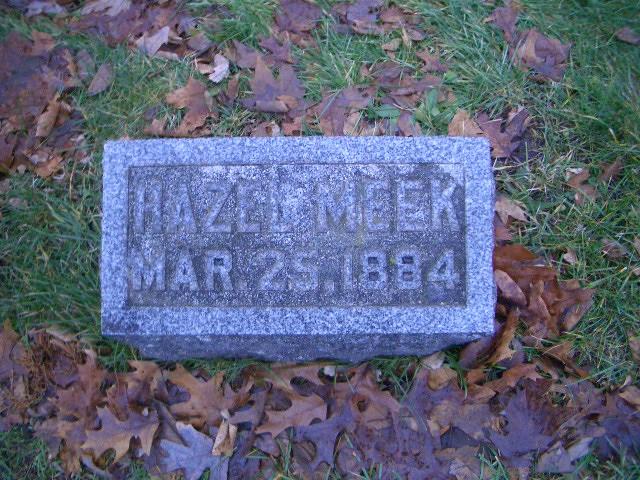 HAZEL MEEK
MAR. 25. 1884